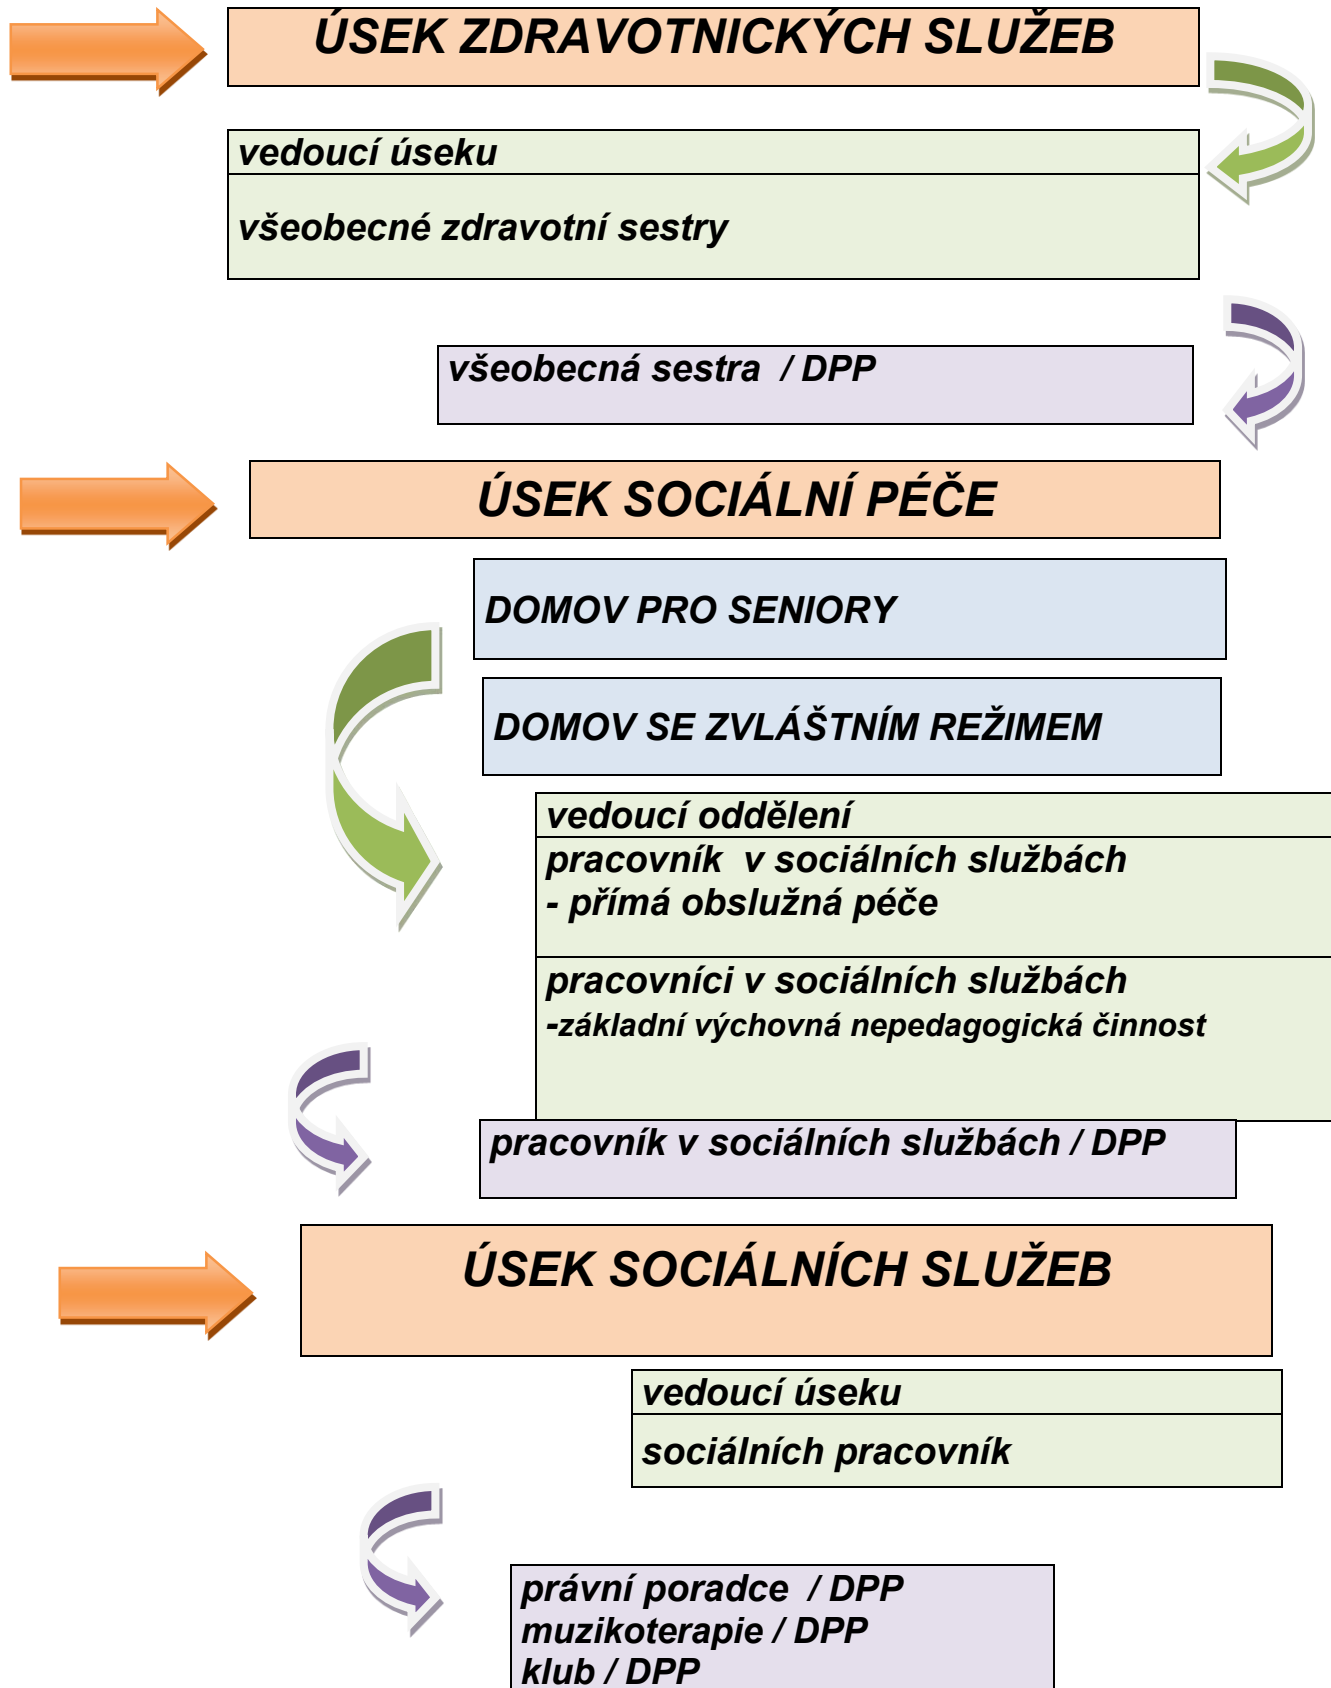 ÚSEK ZDRAVOTNICKÝCH SLUŽEB
vedoucí úseku
všeobecné zdravotní sestry
všeobecná sestra / DPP
ÚSEK SOCIÁLNÍ PÉČE
DOMOV PRO SENIORY
DOMOV SE ZVLÁŠTNÍM REŽIMEM
vedoucí oddělení
pracovník v sociálních službách
- přímá obslužná péče
pracovníci v sociálních službách
-základní výchovná nepedagogická činnost
pracovník v sociálních službách / DPP
ÚSEK SOCIÁLNÍCH SLUŽEB
vedoucí úseku
sociálních pracovník
právní poradce / DPP
muzikoterapie / DPP
klub / DPP